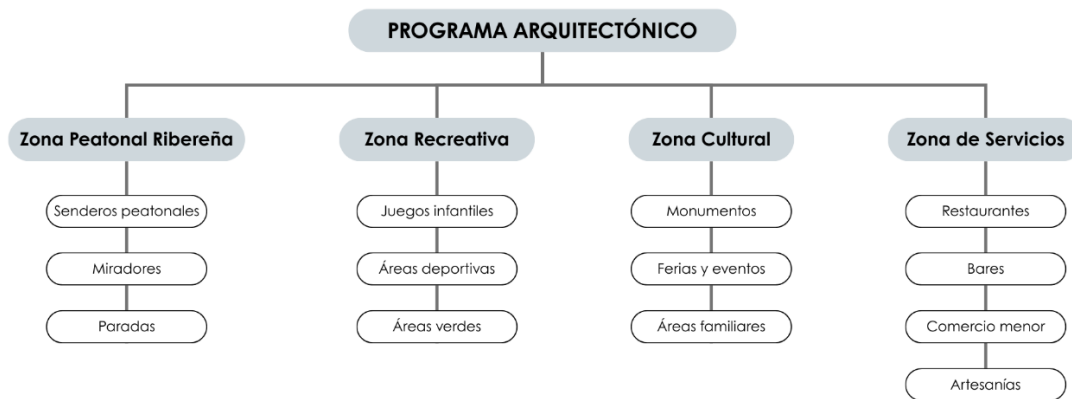 PROGRAMA ARQUITECTÓNICO
Zona Peatonal Ribereña
Senderos peatonales
Miradores
Paradas
Zona Recreativa
Juegos infantiles
Áreas deportivas
Áreas verdes
Zona Cultural
Monumentos
Ferias y eventos
Áreas familiares
Zona de Servicios
Restaurantes
Bares
Comercio menor
Artesanías